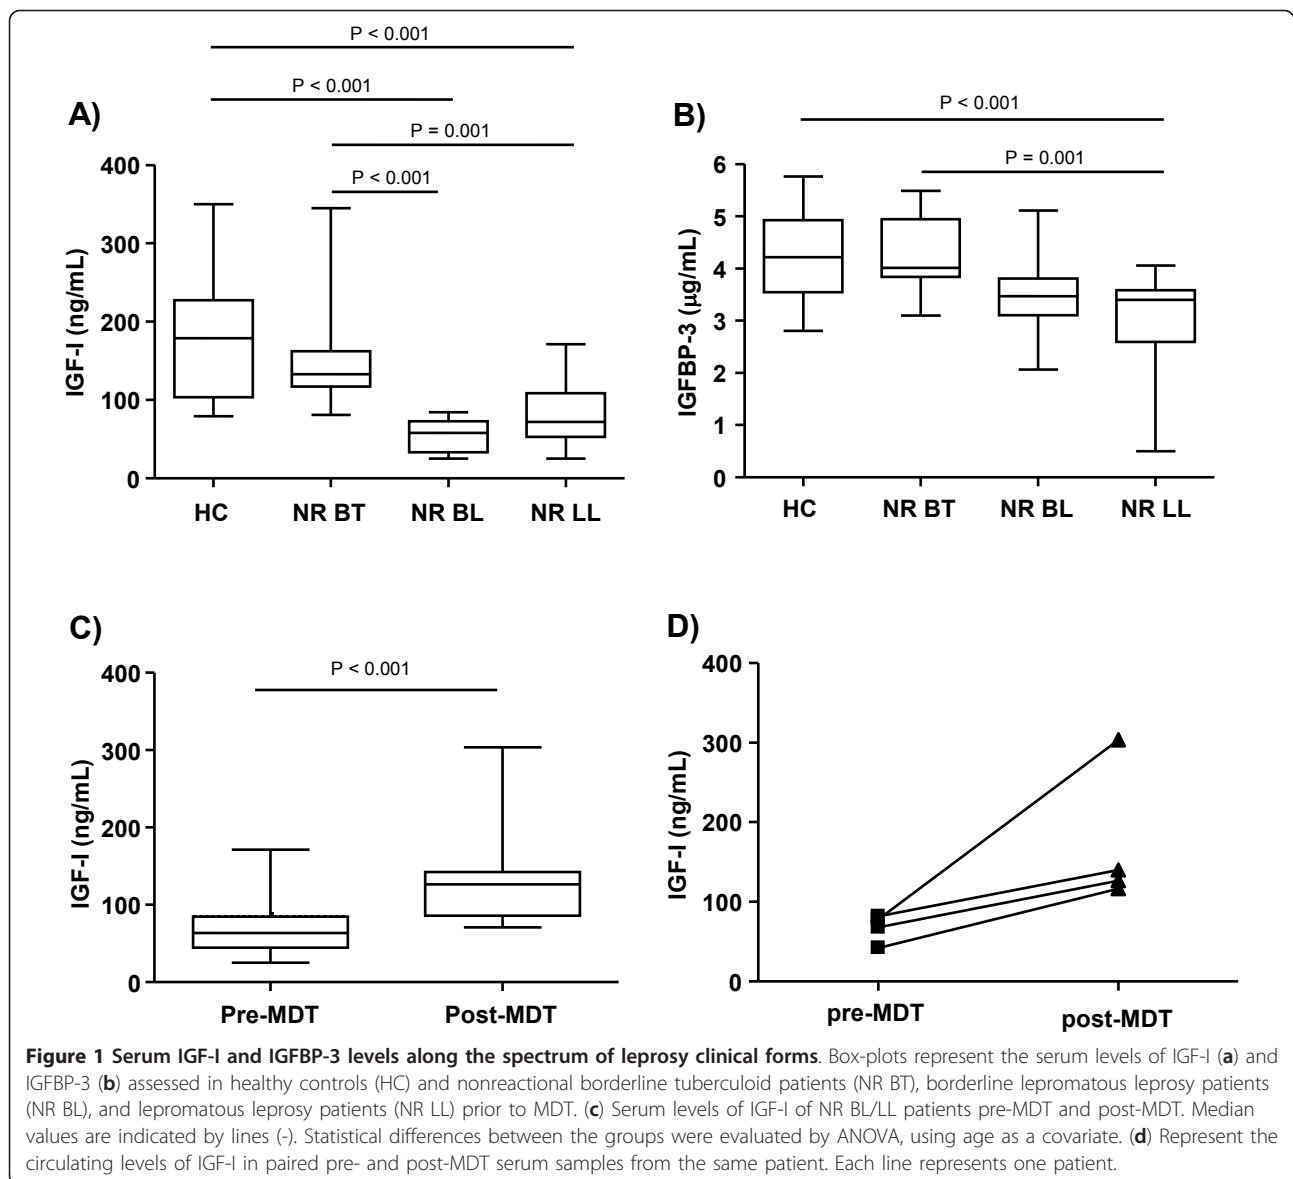 P < 0.001
P < 0.001
A)
P = 0.001
P < 0.001
400
300
200
100
0
IGF-I (ng/mL)
HC
NR BT
NR BL
NR LL
B)
P < 0.001
P = 0.001
6
5
4
3
2
1
0
IGFBP-3 (µg/mL)
HC
NR BT
NR BL
NR LL
C)
P < 0.001
400
300
200
100
0
IGF-I (ng/mL)
Pre-MDT
Post-MDT
D)
400
300
200
100
0
IGF-I (ng/mL)
pre-MDT
post-MDT
Figure 1 Serum IGF-I and IGFBP-3 levels along the spectrum of leprosy clinical forms. Box-plots represent the serum levels of IGF-I (a) and
IGFBP-3 (b) assessed in healthy controls (HC) and nonreactional borderline tuberculoid patients (NR BT), borderline lepromatous leprosy patients
(NR BL), and lepromatous leprosy patients (NR LL) prior to MDT. (c) Serum levels of IGF-I of NR BL/LL patients pre-MDT and post-MDT. Median
values are indicated by lines (-). Statistical differences between the groups were evaluated by ANOVA, using age as a covariate. (d) Represent the
circulating levels of IGF-I in paired pre- and post-MDT serum samples from the same patient. Each line represents one patient.